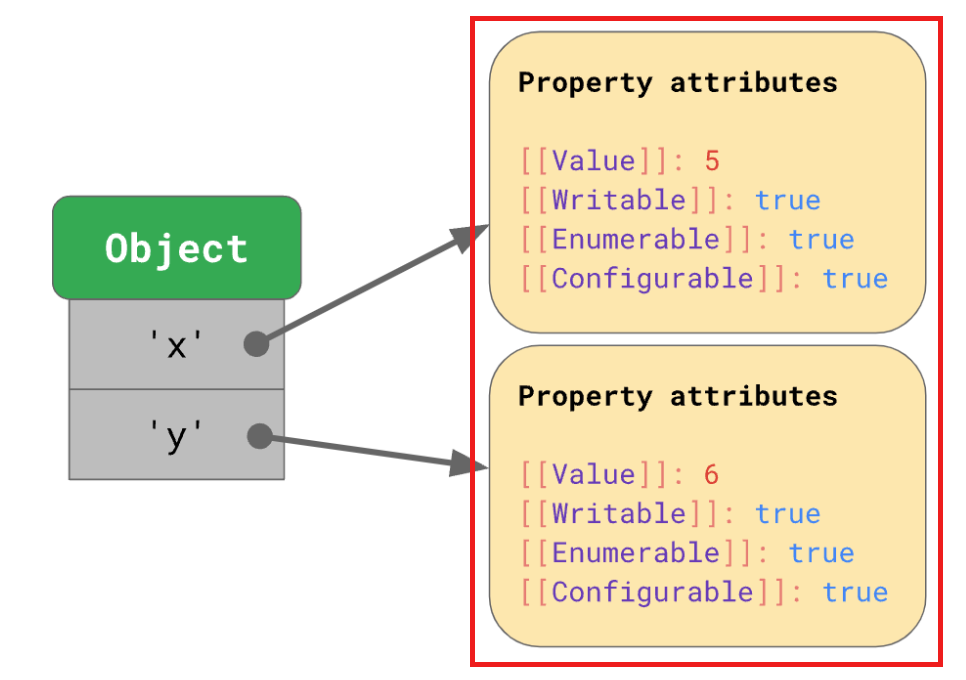 Object
'x'
'y'
Property attributes
[[Value]]: 5
[[Writable]]: true
[[Enumerable]]: true
[[Configurable]]: true
Property attributes
[[Value]]: 6
[[Writable]]: true
[[Enumerable]]: true
[[Configurable]]: true